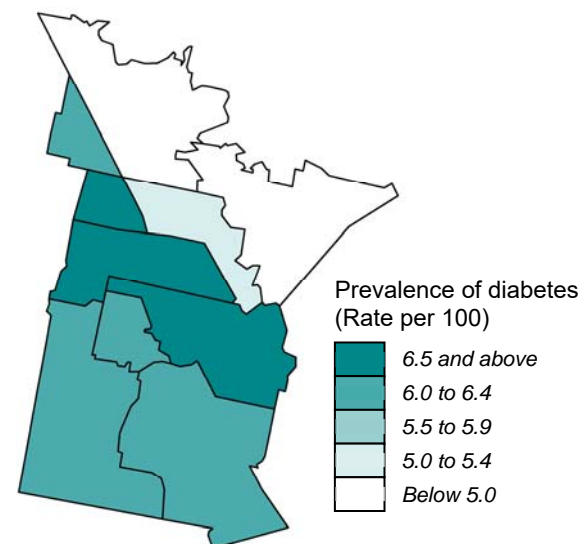 Prevalence of diabetes
(Rate per 100)
6.5 and above
6.0 to 6.4
5.5 to 5.9
5.0 to 5.4
Below 5.0